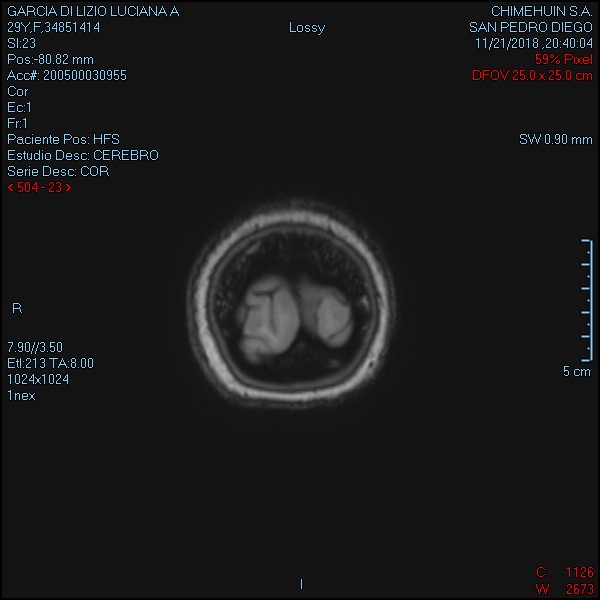 GARCIA DI LIZIO LUCIANA A
29Y,F,34851414
Sl:23
Pos:-80.82 mm
Acc#: 200500030955
Cor
Ec:1
Fr:1
Paciente Pos: HFS
Estudio Desc: CEREBRO
Serie Desc: COR
< 504 - 23 >
Lossy
CHIMEHUIN S.A.
SAN PEDRO DIEGO
11/21/2018 ,20:40:04
59% Pixel
DFOV 25.0 x 25.0 cm
SW 0.90 mm
R
5 cm
7.90//3.50
Etl:213 TA:8.00
1024x1024
1nex
I
C 1126
W 2673